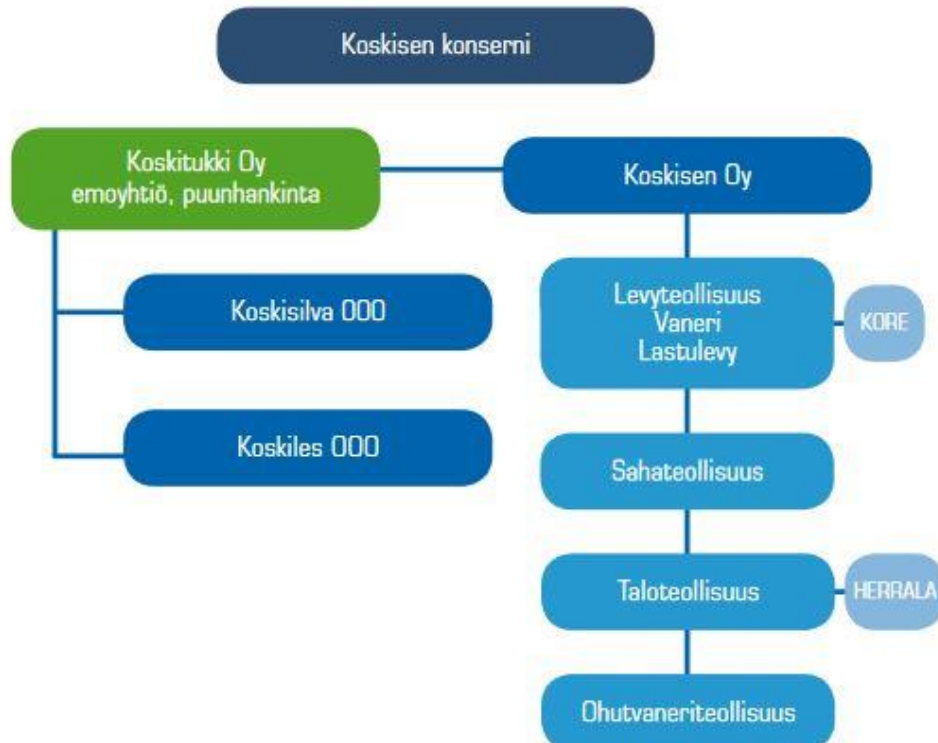 Koskisen konserni
Koskitukki Oy
emoyhtiö, puunhankinta
Koskisen Oy
Koskisilva OOO
Koskiles OOO
Levyteollisuus
Vaneri
Lastulevy
KORE
Sahateollisuus
Taloteollisuus
HERRALA
Ohutvaneriteollisuus